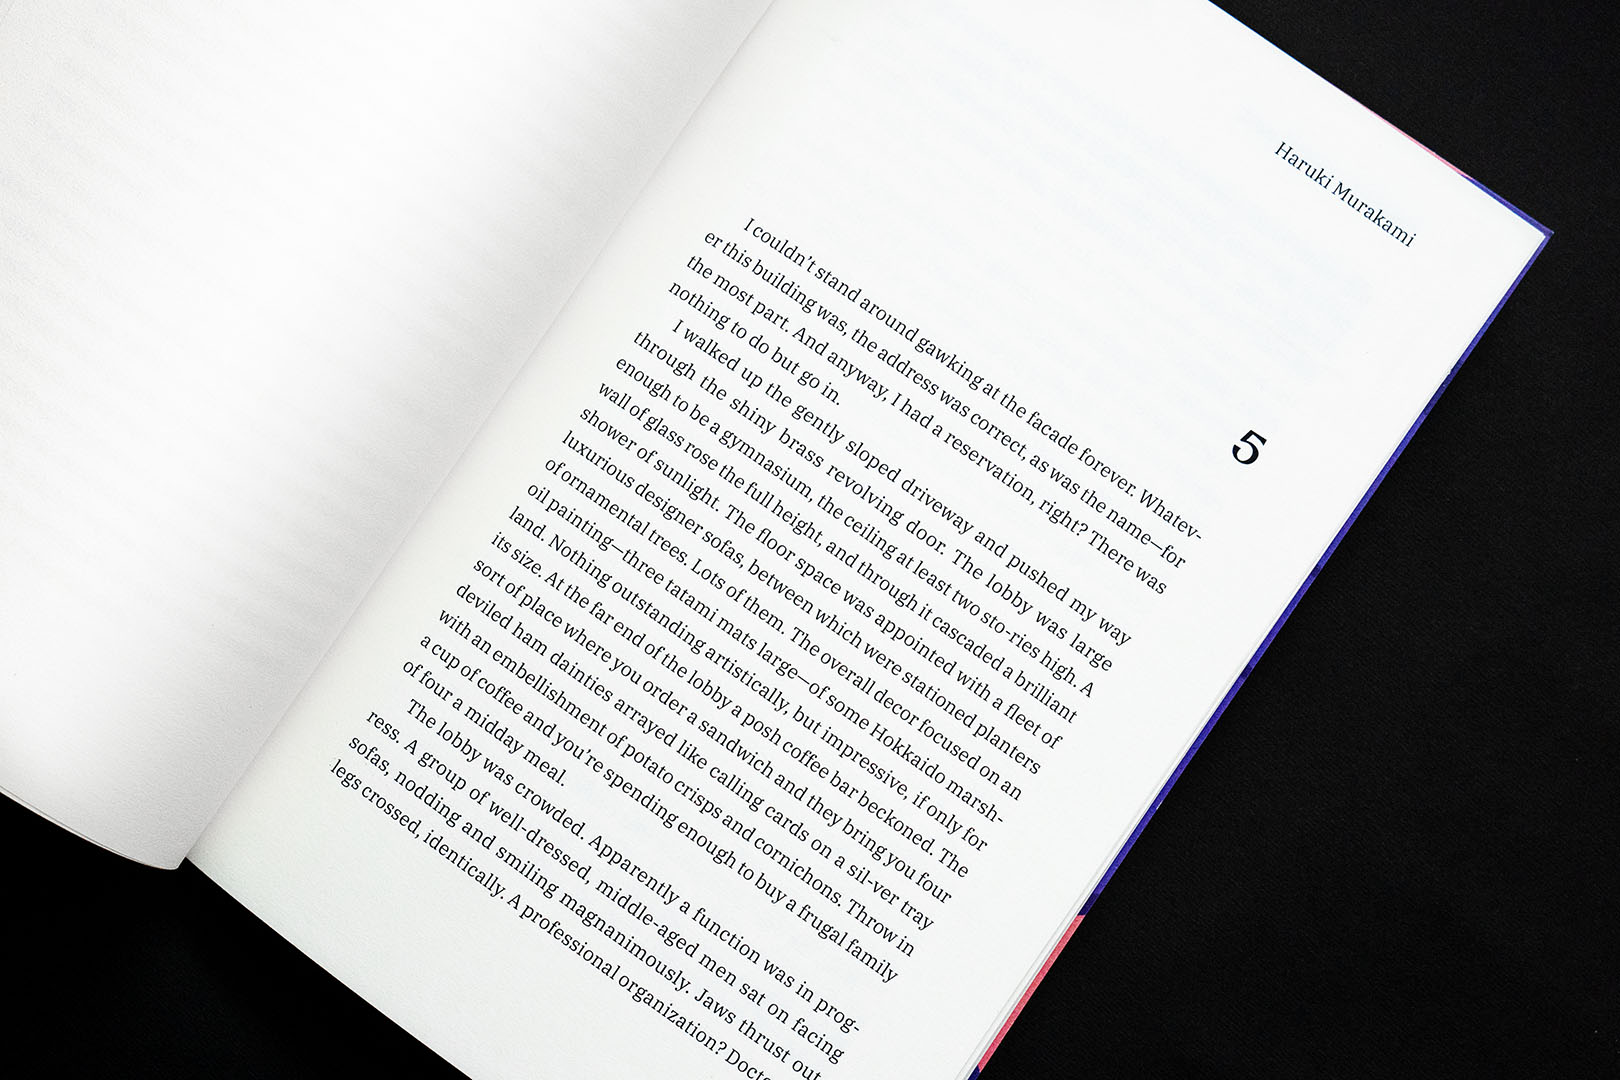 Haruki Murakami
5
I couldn't stand around gawking at the facade forever. Whatev-
er this building was, the address was correct, as was the name—for
the most part. And anyway, I had a reservation, right? There was
nothing to do but go in.
I walked up the gently sloped driveway and pushed my way
through the shiny brass revolving door. The lobby was large
enough to be a gymnasium, the ceiling at least two sto-ries high. A
wall of glass rose the full height, and through it cascaded a brilliant
shower of sunlight. The floor space was appointed with a fleet of
luxurious designer sofas, between which were stationed planters
of ornamental trees. Lots of them. The overall decor focused on an
oil painting—three tatami mats large—of some Hokkaido marsh-
land. Nothing outstanding artistically, but impressive, if only for
its size. At the far end of the lobby a posh coffee bar beckoned. The
sort of place where you order a sandwich and they bring you four
deviled ham dainties arrayed like calling cards on a sil-ver tray
with an embellishment of potato crisps and cornichons. Throw in
a cup of coffee and you're spending enough to buy a frugal family
of four a midday meal.
The lobby was crowded. Apparently a function was in prog-
ress. A group of well-dressed, middle-aged men sat on facing
sofas, nodding and smiling magnanimously. Jaws thrust out
legs crossed, identically. A professional organization? Docto